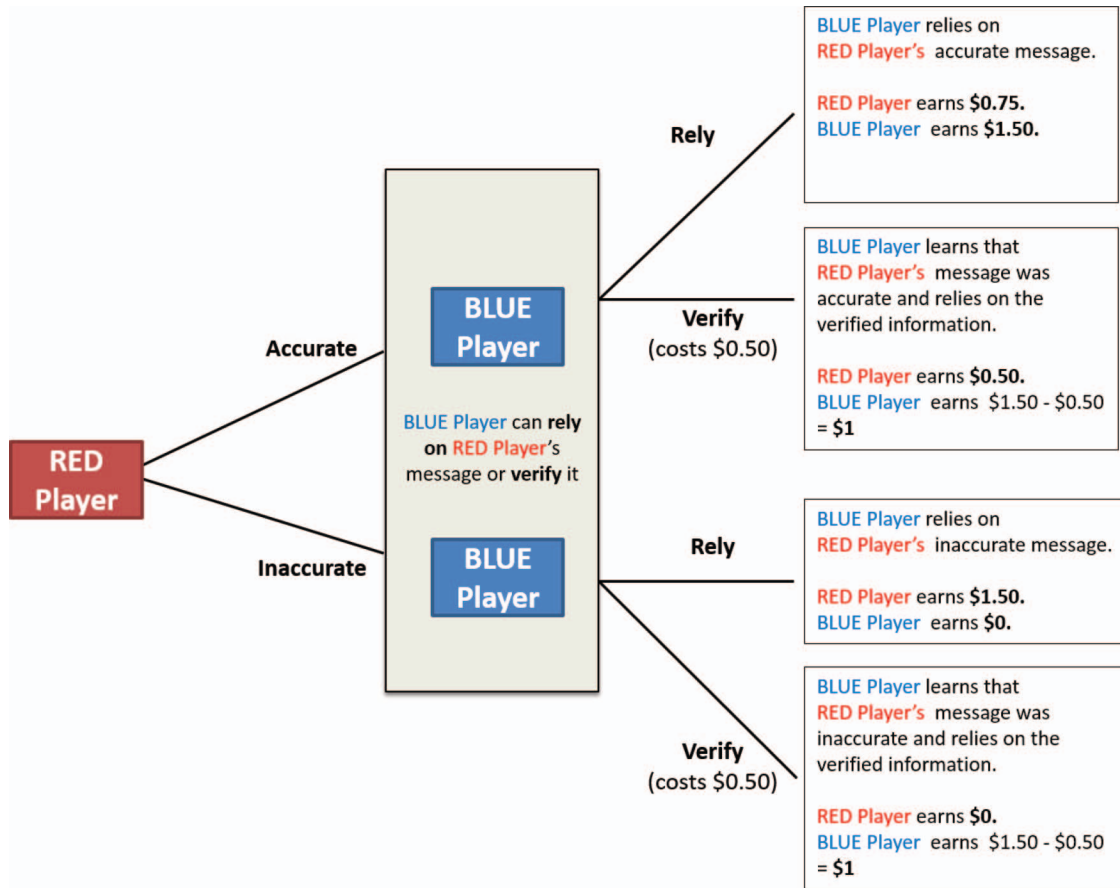 RED
Player
Accurate
Inaccurate
BLUE
Player
BLUE Player can rely
on RED Player's
message or verify it
BLUE
Player
Rely
Verify
(costs $0.50)
Rely
Verify
(costs $0.50)
BLUE Player relies on
RED Player's accurate message.
RED Player earns $0.75.
BLUE Player earns $1.50.
BLUE Player learns that
RED Player's message was
accurate and relies on the
verified information.
RED Player earns $0.50.
BLUE Player earns $1.50 - $0.50
= $1
BLUE Player relies on
RED Player's inaccurate message.
RED Player earns $1.50.
BLUE Player earns $0.
BLUE Player learns that
RED Player's message was
inaccurate and relies on the
verified information.
RED Player earns $0.
BLUE Player earns $1.50 - $0.50
= $1